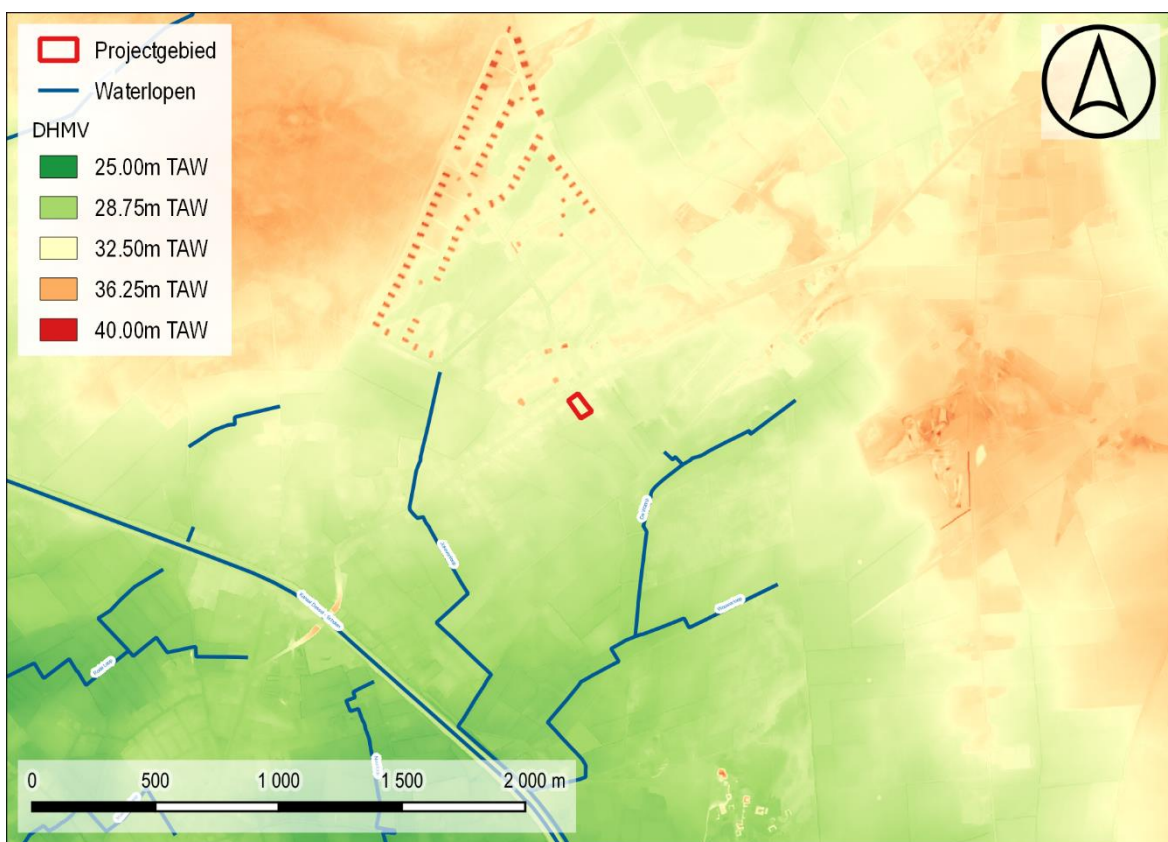 Projectgebied
Waterlopen
DHMV
25.00m TAW
28.75m TAW
32.50m TAW
36.25m TAW
40.00m TAW
0 500 1 000 1 500 2 000 m